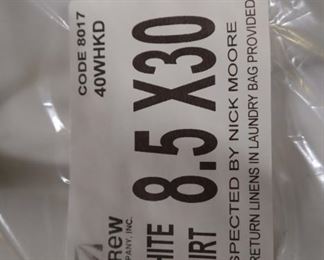 CODE 8017
40WHKD
REW
MPANY, INC.
HITE 8.5 X30
IRT
SPECTED BY NICK MOORE
RETURN LINENS IN LAUNDRY BAG PROVIDED